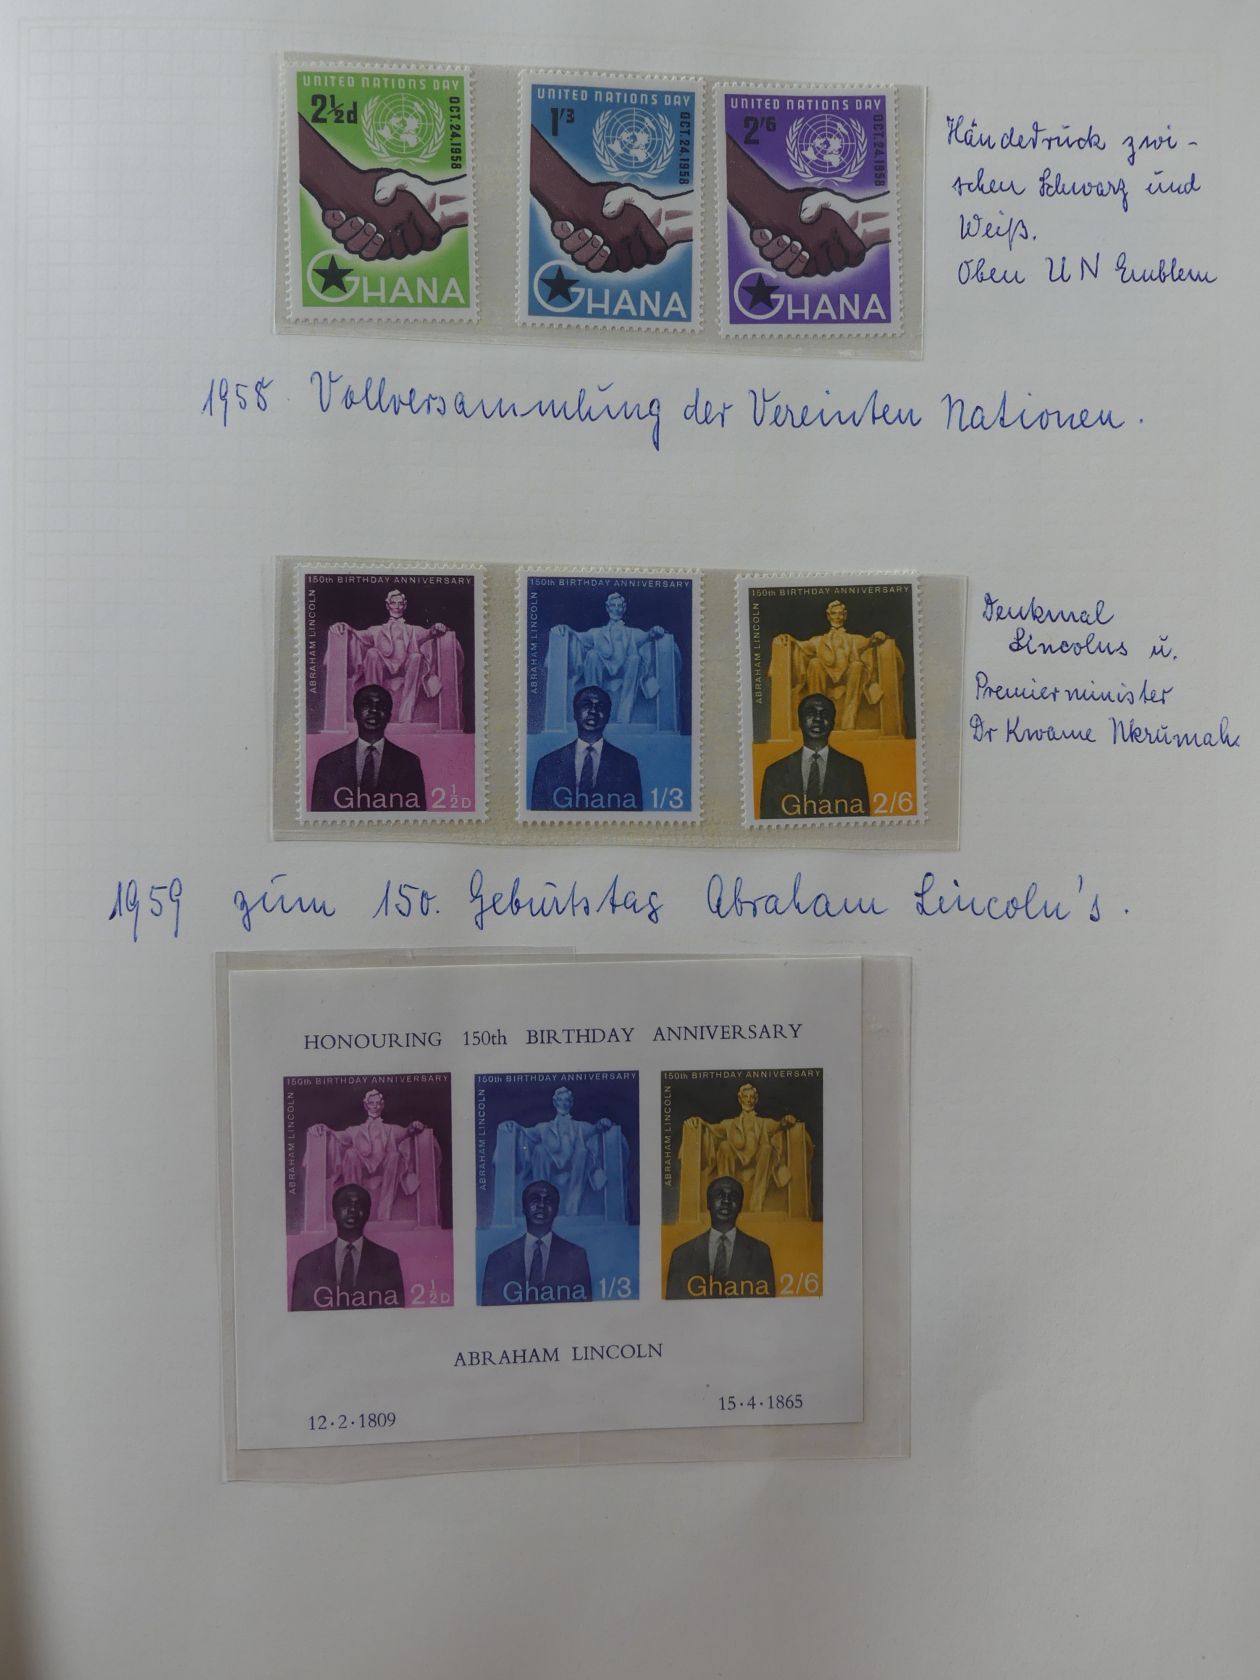 UNITED NATIONS DAY
2½d
OCT.24.1958
GHANA
UNITED NATIONS DAY
1'3
OCT.24.1958
GHANA
UNITED NATIONS DAY
2'6
OCT.24.1958
GHANA
Händedrück zwi-
schen Schwarz und
Weiß.
Oben UN Emblem
1958 Vollversammlung der Vereinten Nationen.
150th BIRTHDAY ANNIVERSARY
ABRAHAM LINCOLN
Ghana 2½D
150th BIRTHDAY ANNIVERSARY
ABRAHAM LINCOLN
Ghana 1/3
150th BIRTHDAY ANNIVERSARY
ABRAHAM LINCOLN
Ghana 2/6
Denkmal
Lincolns u.
Premierminister
Dr Kwame Nkrumah
1959 zum 150. Geburtstag Abraham Lincoln's.
HONOURING 150th BIRTHDAY ANNIVERSARY
150th BIRTHDAY ANNIVERSARY
ABRAHAM LINCOLN
Ghana 2½D
150th BIRTHDAY ANNIVERSARY
ABRAHAM LINCOLN
Ghana 1/3
150th BIRTHDAY ANNIVERSARY
ABRAHAM LINCOLN
Ghana 2/6
ABRAHAM LINCOLN
12·2·1809
15·4·1865